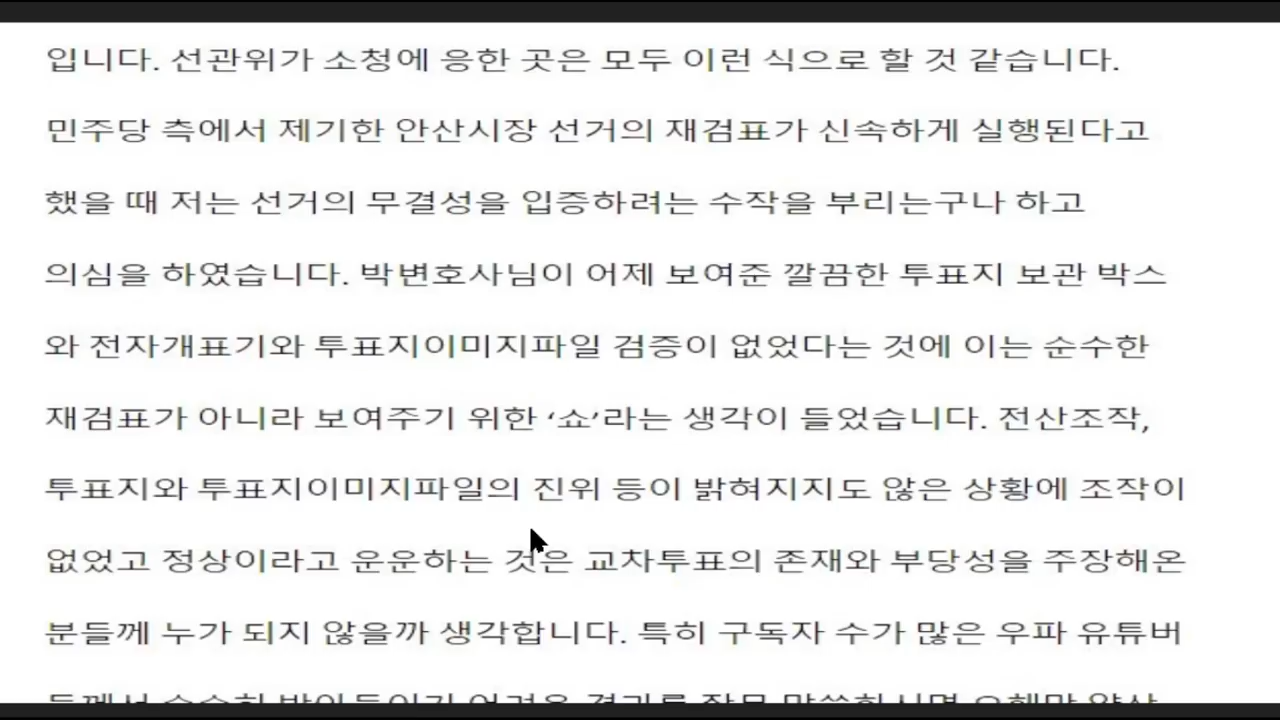 입니다. 선관위가 소청에 응한 곳은 모두 이런 식으로 할 것 같습니다.
민주당 측에서 제기한 안산시장 선거의 재검표가 신속하게 실행된다고
했을 때 저는 선거의 무결성을 입증하려는 수작을 부리는구나 하고
의심을 하였습니다. 박변호사님이 어제 보여준 깔끔한 투표지 보관 박스
와 전자개표기와 투표지이미지파일 검증이 없었다는 것에 이는 순수한
재검표가 아니라 보여주기 위한 ‘쇼’라는 생각이 들었습니다. 전산조작,
투표지와 투표지이미지파일의 진위 등이 밝혀지지도 않은 상황에 조작이
없었고 정상이라고 운운하는 것은 교차투표의 존재와 부당성을 주장해온
분들께 누가 되지 않을까 생각합니다. 특히 구독자 수가 많은 우파 유튜버